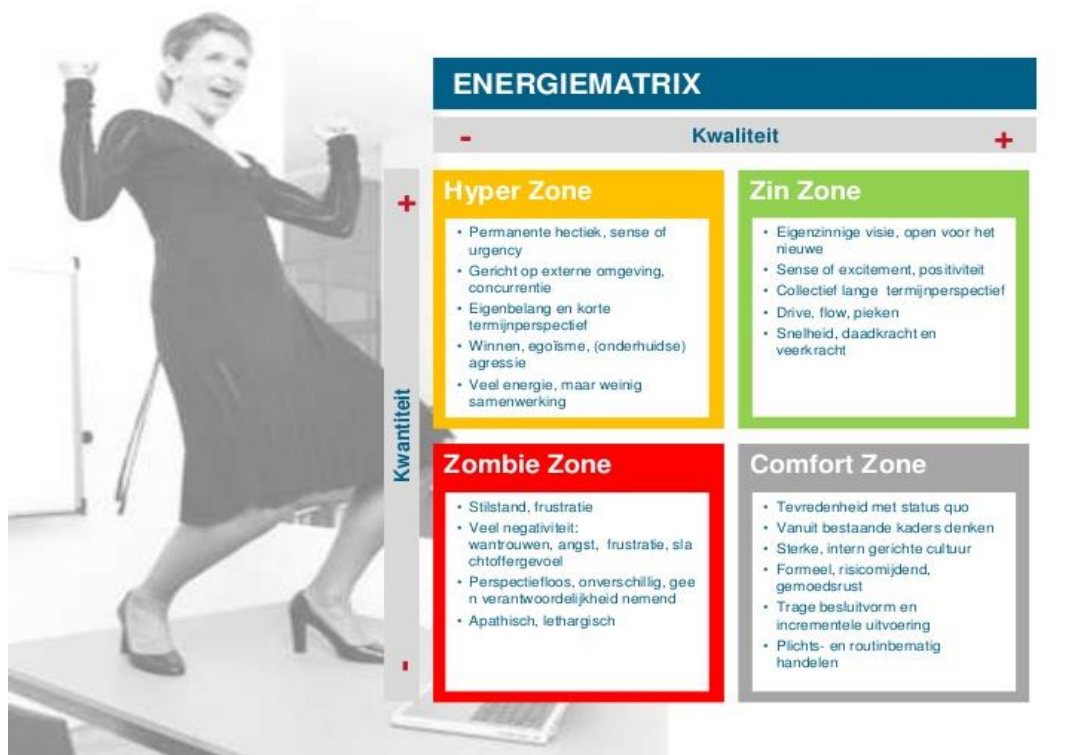 ENERGIEMATRIX
- Kwaliteit +
+
Kwantiteit
-
Hyper Zone
• Permanente hectiek, sense of
urgency
• Gericht op externe omgeving,
concurrentie
• Eigenbelang en korte
termijnperspectief
• Winnen, egoïsme, (onderhuidse)
agressie
• Veel energie, maar weinig
samenwerking
Zin Zone
• Eigenzinnige visie, open voor het
nieuwe
• Sense of excitement, positiviteit
• Collectief lange termijnperspectief
• Drive, flow, pieken
• Snelheid, daadkracht en
veerkracht
Zombie Zone
• Stilstand, frustratie
• Veel negativiteit:
wantrouwen, angst, frustratie, sla
chtoffergevoel
• Perspectiefloos, onverschillig, gee
n verantwoordelijkheid nemend
• Apathisch, lethargisch
Comfort Zone
• Tevredenheid met status quo
• Vanuit bestaande kaders denken
• Sterke, intern gerichte cultuur
• Formeel, risicomijdend,
gemoedsrust
• Trage besluitvorm en
incrementele uitvoering
• Plichts- en routinbematig
handelen